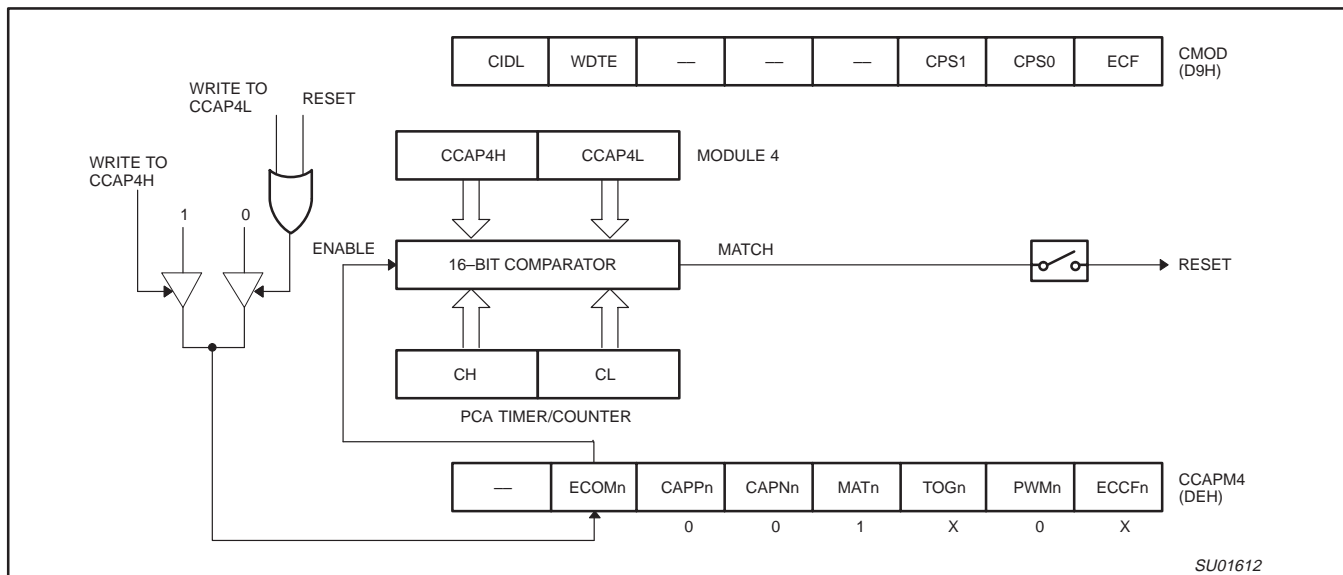 CIDL WDTE — — — CPS1 CPS0 ECF
CMOD
(D9H)
WRITE TO
CCAP4L
RESET
WRITE TO
CCAP4H
CCAP4H CCAP4L MODULE 4
1 0
ENABLE
16–BIT COMPARATOR
MATCH
RESET
CH CL
PCA TIMER/COUNTER
— ECOMn CAPPn CAPNn MATn TOGn PWMn ECCFn
CCAPM4
(DEH)
0 0 1 X 0 X
SU01612